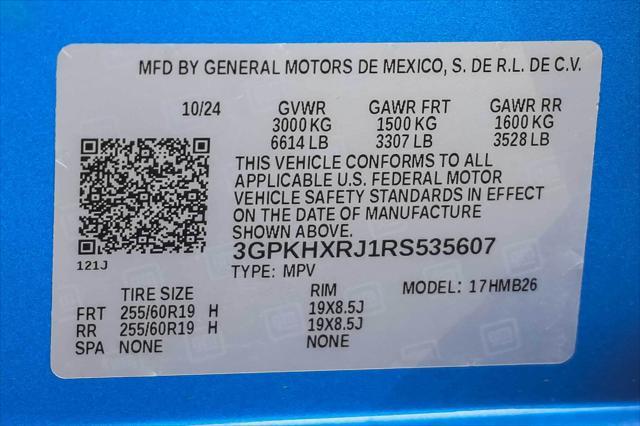 MFD BY GENERAL MOTORS DE MEXICO, S. DE R.L. DE C.V.
10/24 GVWR GAWR FRT GAWR RR
3000 KG 1500 KG 1600 KG
6614 LB 3307 LB 3528 LB
THIS VEHICLE CONFORMS TO ALL
APPLICABLE U.S. FEDERAL MOTOR
VEHICLE SAFETY STANDARDS IN EFFECT
ON THE DATE OF MANUFACTURE
SHOWN ABOVE.
3GPKHXRJ1RS535607
121J TYPE: MPV
TIRE SIZE RIM MODEL: 17HMB26
FRT 255/60R19 H 19X8.5J
RR 255/60R19 H 19X8.5J
SPA NONE NONE